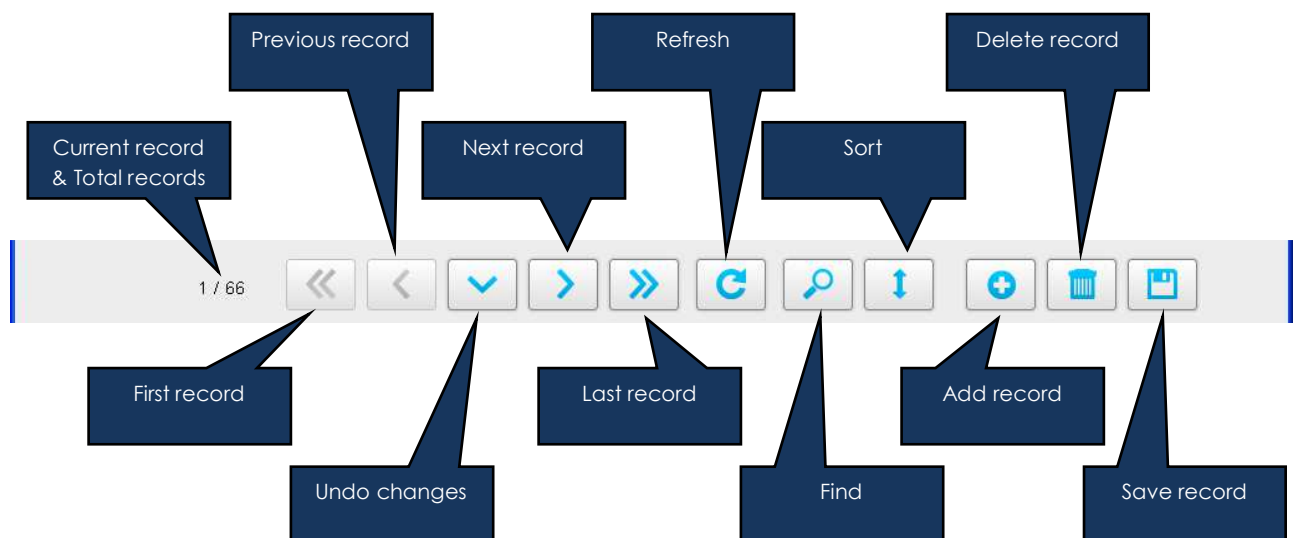 Previous record
Refresh
Delete record
Current record
& Total records
Next record
Sort
1 / 66
First record
Last record
Add record
Undo changes
Find
Save record